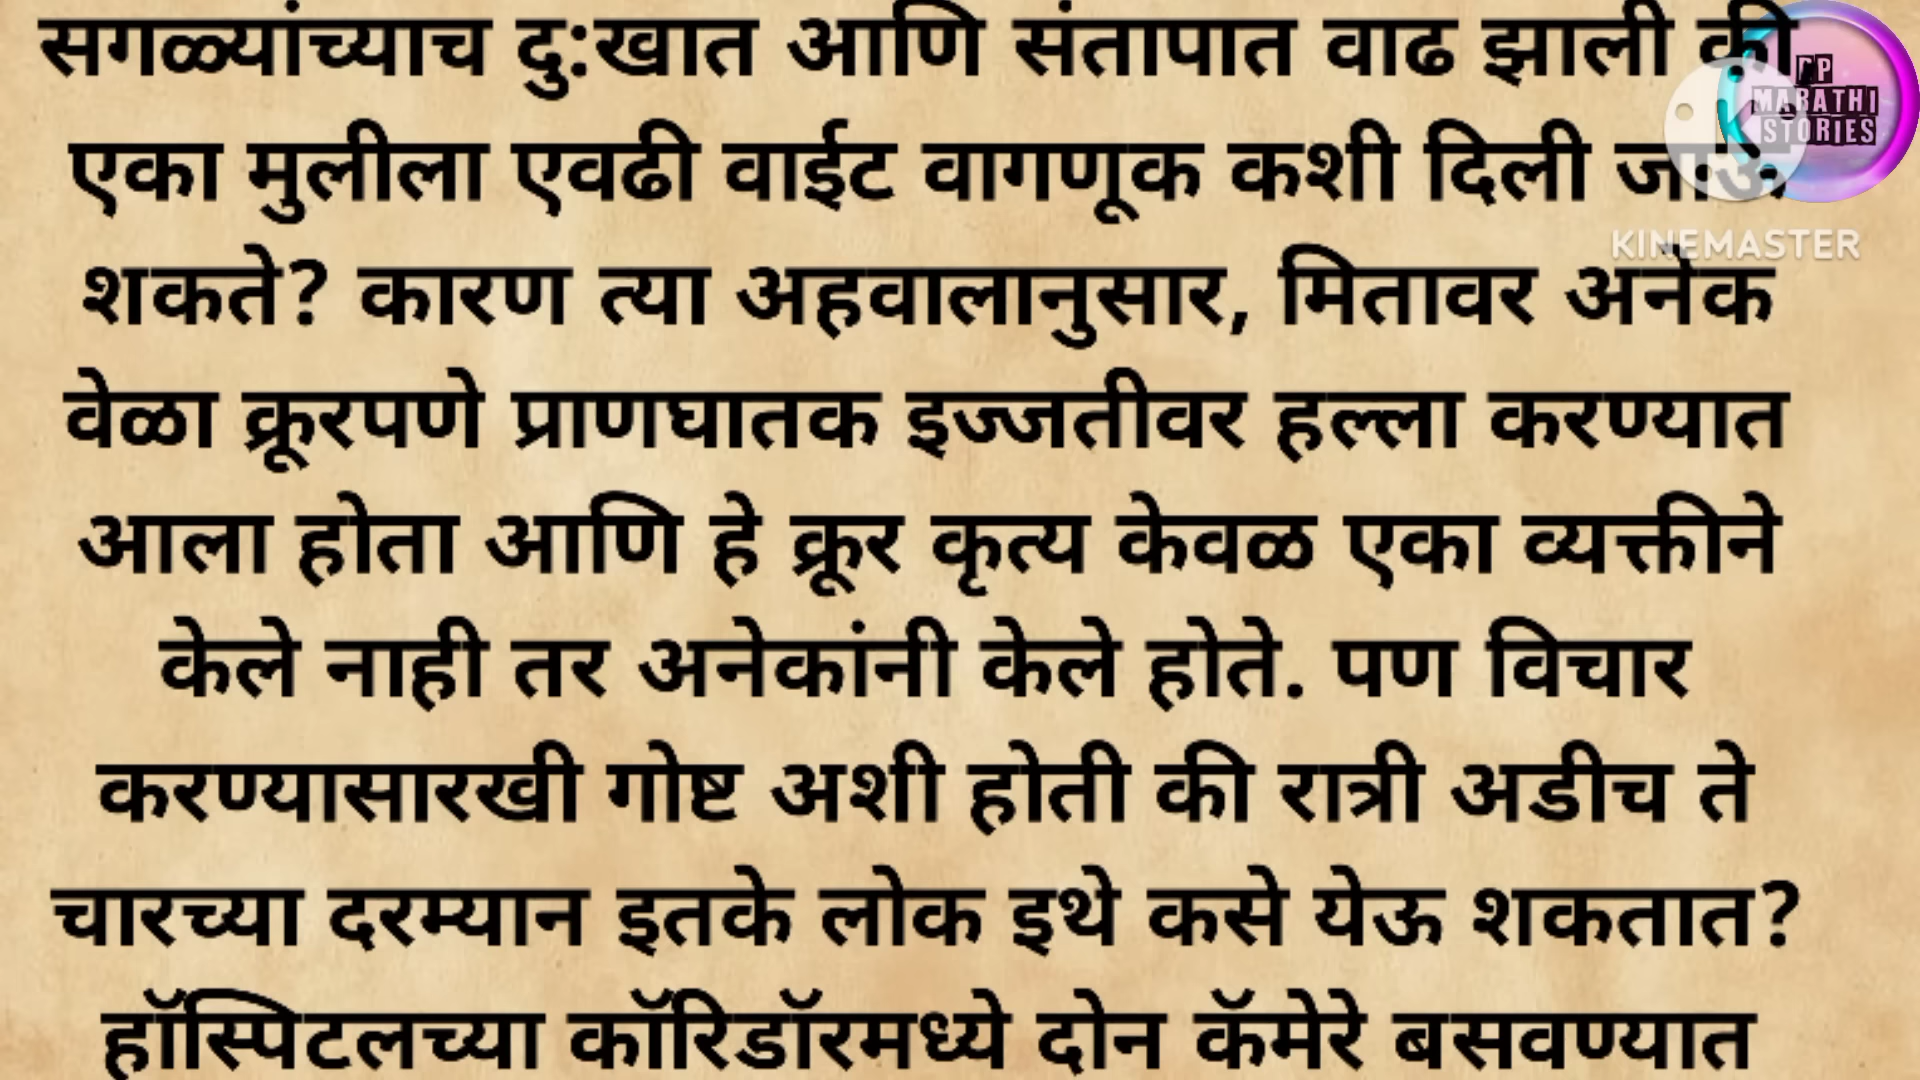 सगळ्यांच्याच दु:खात आणि संतापात वाढ झाली की
एका मुलीला एवढी वाईट वागणूक कशी दिली जाऊ
शकते? कारण त्या अहवालानुसार, मितावर अनेक
वेळा क्रूरपणे प्राणघातक इज्जतीवर हल्ला करण्यात
आला होता आणि हे क्रूर कृत्य केवळ एका व्यक्तीने
केले नाही तर अनेकांनी केले होते. पण विचार
करण्यासारखी गोष्ट अशी होती की रात्री अडीच ते
चारच्या दरम्यान इतके लोक इथे कसे येऊ शकतात?
हॉस्पिटलच्या कॉरिडॉरमध्ये दोन कॅमेरे बसवण्यात
MARATHI
STORIES
KINEMASTER